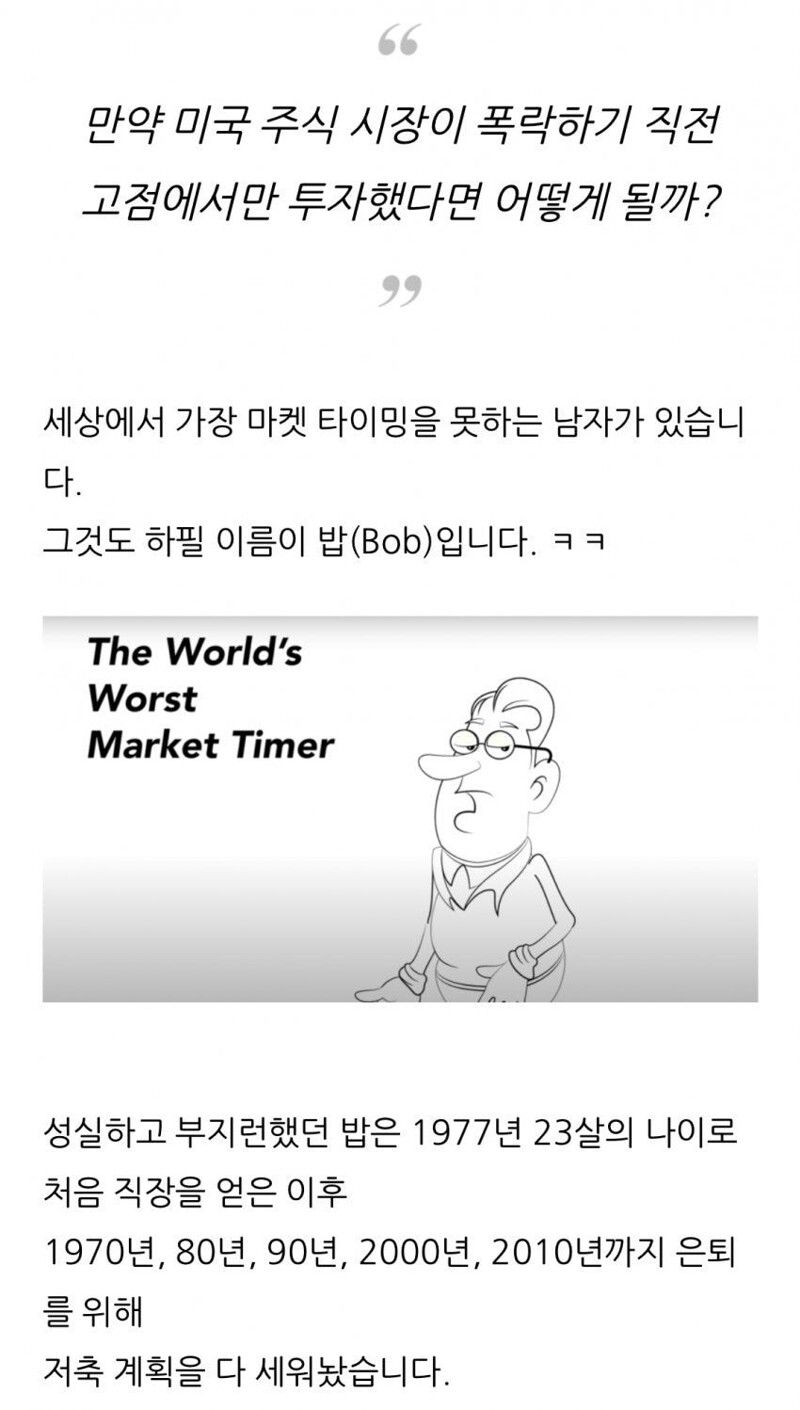 “
만약 미국 주식 시장이 폭락하기 직전
고점에서만 투자했다면 어떻게 될까?
”
세상에서 가장 마켓 타이밍을 못하는 남자가 있습니
다.
그것도 하필 이름이 밥(Bob)입니다. ㅋㅋ
The World’s
Worst
Market Timer
성실하고 부지런했던 밥은 1977년 23살의 나이로
처음 직장을 얻은 이후
1970년, 80년, 90년, 2000년, 2010년까지 은퇴
를 위해
저축 계획을 다 세워놨습니다.